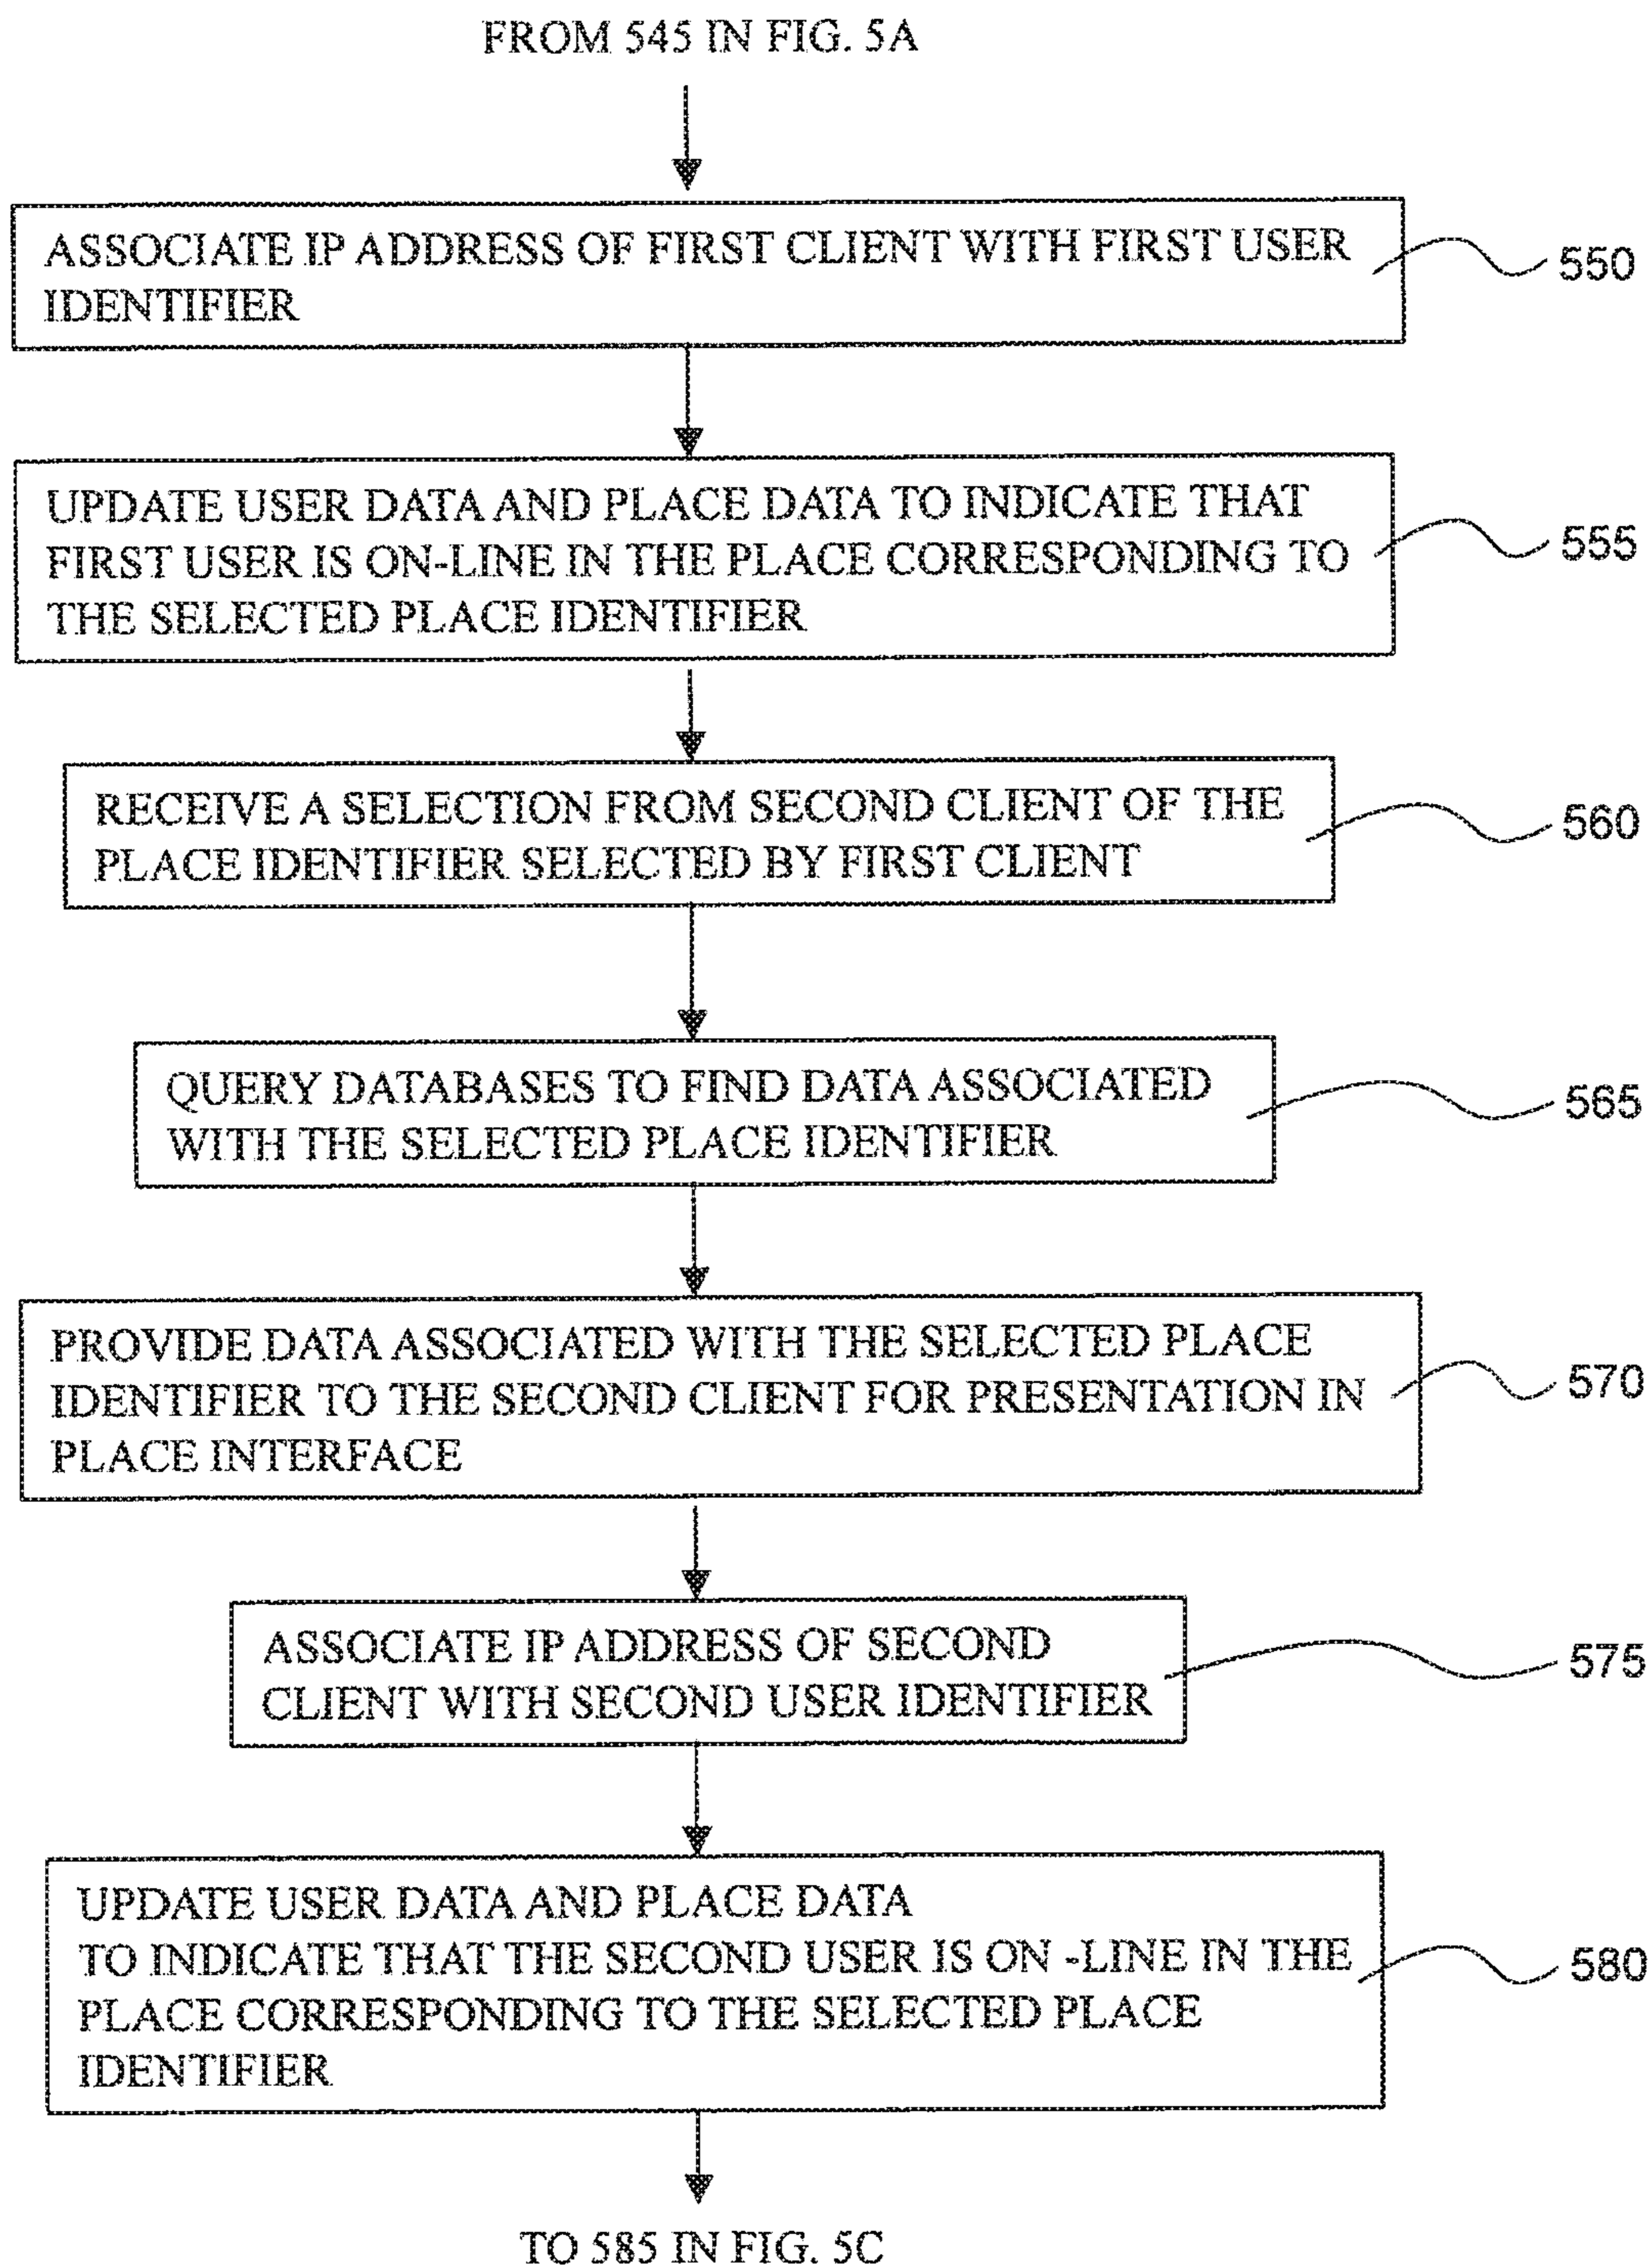 FROM 545 IN FIG. 5A
ASSOCIATE IP ADDRESS OF FIRST CLIENT WITH FIRST USER
IDENTIFIER
550
UPDATE USER DATA AND PLACE DATA TO INDICATE THAT
FIRST USER IS ON-LINE IN THE PLACE CORRESPONDING TO
THE SELECTED PLACE IDENTIFIER
555
RECEIVE A SELECTION FROM SECOND CLIENT OF THE
PLACE IDENTIFIER SELECTED BY FIRST CLIENT
560
QUERY DATABASES TO FIND DATA ASSOCIATED
WITH THE SELECTED PLACE IDENTIFIER
565
PROVIDE DATA ASSOCIATED WITH THE SELECTED PLACE
IDENTIFIER TO THE SECOND CLIENT FOR PRESENTATION IN
PLACE INTERFACE
570
ASSOCIATE IP ADDRESS OF SECOND
CLIENT WITH SECOND USER IDENTIFIER
575
UPDATE USER DATA AND PLACE DATA
TO INDICATE THAT THE SECOND USER IS ON -LINE IN THE
PLACE CORRESPONDING TO THE SELECTED PLACE
IDENTIFIER
580
TO 585 IN FIG. 5C